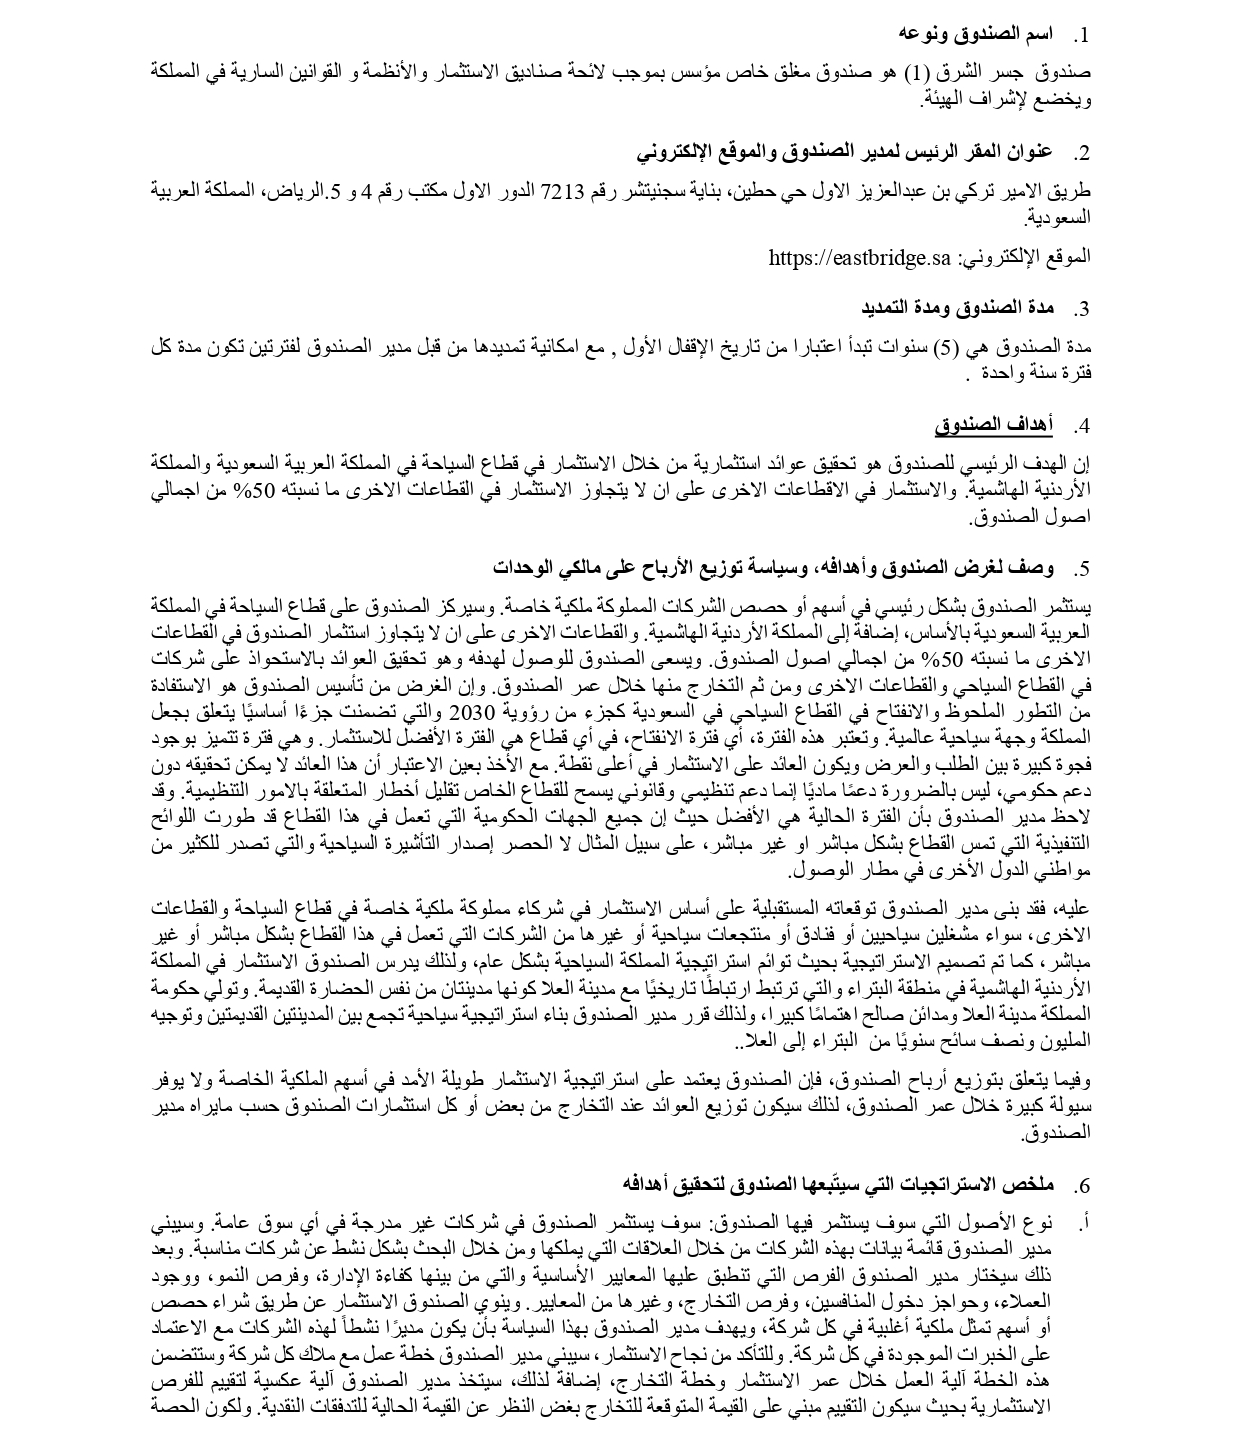 1. اسم الصندوق ونوعه
صندوق جسر الشرق (1) هو صندوق مغلق خاص مؤسس بموجب لائحة صناديق الاستثمار والأنظمة و القوانين السارية في المملكة
ويخضع لإشراف الهيئة.
2. عنوان المقر الرئيس لمدير الصندوق والموقع الإلكتروني
طريق الامير تركي بن عبدالعزيز الاول حي حطين، بناية سجنيتشر رقم 7213 الدور الاول مكتب رقم 4 و 5.الرياض، المملكة العربية
السعودية.
الموقع الإلكتروني: https://eastbridge.sa
3. مدة الصندوق ومدة التمديد
مدة الصندوق هي (5) سنوات تبدأ اعتبارا من تاريخ الإقفال الأول , مع امكانية تمديدها من قبل مدير الصندوق لفترتين تكون مدة كل
فترة سنة واحدة .
4. أهداف الصندوق
إن الهدف الرئيسي للصندوق هو تحقيق عوائد استثمارية من خلال الاستثمار في قطاع السياحة في المملكة العربية السعودية والمملكة
الأردنية الهاشمية. والاستثمار في الاقطاعات الاخرى على ان لا يتجاوز الاستثمار في القطاعات الاخرى ما نسبته 50% من اجمالي
اصول الصندوق.
5. وصف لغرض الصندوق وأهدافه، وسياسة توزيع الأرباح على مالكي الوحدات
يستثمر الصندوق بشكل رئيسي في أسهم أو حصص الشركات المملوكة ملكية خاصة. وسيركز الصندوق على قطاع السياحة في المملكة
العربية السعودية بالأساس، إضافة إلى المملكة الأردنية الهاشمية. والقطاعات الاخرى على ان لا يتجاوز استثمار الصندوق في القطاعات
الاخرى ما نسبته 50% من اجمالي اصول الصندوق. ويسعى الصندوق للوصول لهدفه وهو تحقيق العوائد بالاستحواذ على شركات
في القطاع السياحي والقطاعات الاخرى ومن ثم التخارج منها خلال عمر الصندوق. وإن الغرض من تأسيس الصندوق هو الاستفادة
من التطور الملحوظ والانفتاح في القطاع السياحي في السعودية كجزء من رؤوية 2030 والتي تضمنت جزءًا أساسيًا يتعلق بجعل
المملكة وجهة سياحية عالمية. وتعتبر هذه الفترة، أي فترة الانفتاح، في أي قطاع هي الفترة الأفضل للاستثمار. وهي فترة تتميز بوجود
فجوة كبيرة بين الطلب والعرض ويكون العائد على الاستثمار في أعلى نقطة. مع الأخذ بعين الاعتبار أن هذا العائد لا يمكن تحقيقه دون
دعم حكومي، ليس بالضرورة دعمًا ماديًا إنما دعم تنظيمي وقانوني يسمح للقطاع الخاص تقليل أخطار المتعلقة بالامور التنظيمية. وقد
لاحظ مدير الصندوق بأن الفترة الحالية هي الأفضل حيث إن جميع الجهات الحكومية التي تعمل في هذا القطاع قد طورت اللوائح
التنفيذية التي تمس القطاع بشكل مباشر او غير مباشر، على سبيل المثال لا الحصر إصدار التأشيرة السياحية والتي تصدر للكثير من
مواطني الدول الأخرى في مطار الوصول.
عليه، فقد بنى مدير الصندوق توقعاته المستقبلية على أساس الاستثمار في شركاء مملوكة ملكية خاصة في قطاع السياحة والقطاعات
الاخرى، سواء مشغلين سياحيين أو فنادق أو منتجعات سياحية أو غيرها من الشركات التي تعمل في هذا القطاع بشكل مباشر أو غير
مباشر، كما تم تصميم الاستراتيجية بحيث توائم استراتيجية المملكة السياحية بشكل عام، ولذلك يدرس الصندوق الاستثمار في المملكة
الأردنية الهاشمية في منطقة البتراء والتي ترتبط ارتباطًا تاريخيًا مع مدينة العلا كونها مدينتان من نفس الحضارة القديمة. وتولي حكومة
المملكة مدينة العلا ومدائن صالح اهتمامًا كبيرا، ولذلك قرر مدير الصندوق بناء استراتيجية سياحية تجمع بين المدينتين القديمتين وتوجيه
المليون ونصف سائح سنويًا من البتراء إلى العلا..
وفيما يتعلق بتوزيع أرباح الصندوق، فإن الصندوق يعتمد على استراتيجية الاستثمار طويلة الأمد في أسهم الملكية الخاصة ولا يوفر
سيولة كبيرة خلال عمر الصندوق، لذلك سيكون توزيع العوائد عند التخارج من بعض أو كل استثمارات الصندوق حسب مايراه مدير
الصندوق.
6. ملخص الاستراتجيات التي سيتّبعها الصندوق لتحقيق أهدافه
أ. نوع الأصول التي سوف يستثمر فيها الصندوق: سوف يستثمر الصندوق في شركات غير مدرجة في أي سوق عامة. وسيبني
مدير الصندوق قائمة بيانات بهذه الشركات من خلال العلاقات التي يملكها ومن خلال البحث بشكل نشط عن شركات مناسبة. وبعد
ذلك سيختار مدير الصندوق الفرص التي تنطبق عليها المعايير الأساسية والتي من بينها كفاءة الإدارة، وفرص النمو، ووجود
العملاء، وحواجز دخول المنافسين، وفرص التخارج، وغيرها من المعايير. وينوي الصندوق الاستثمار عن طريق شراء حصص
أو أسهم تمثل ملكية أغلبية في كل شركة، ويهدف مدير الصندوق بهذا السياسة بأن يكون مديرًا نشطاً لهذه الشركات مع الاعتماد
على الخبرات الموجودة في كل شركة. وللتأكد من نجاح الاستثمار، سيبني مدير الصندوق خطة عمل مع ملاك كل شركة وستتضمن
هذه الخطة آلية العمل خلال عمر الاستثمار وخطة التخارج، إضافة لذلك، سيتخذ مدير الصندوق آلية عكسية لتقييم للفرص
الاستثمارية بحيث سيكون التقييم مبني على القيمة المتوقعة للتخارج بغض النظر عن القيمة الحالية للتدفقات النقدية. ولكون الحصة